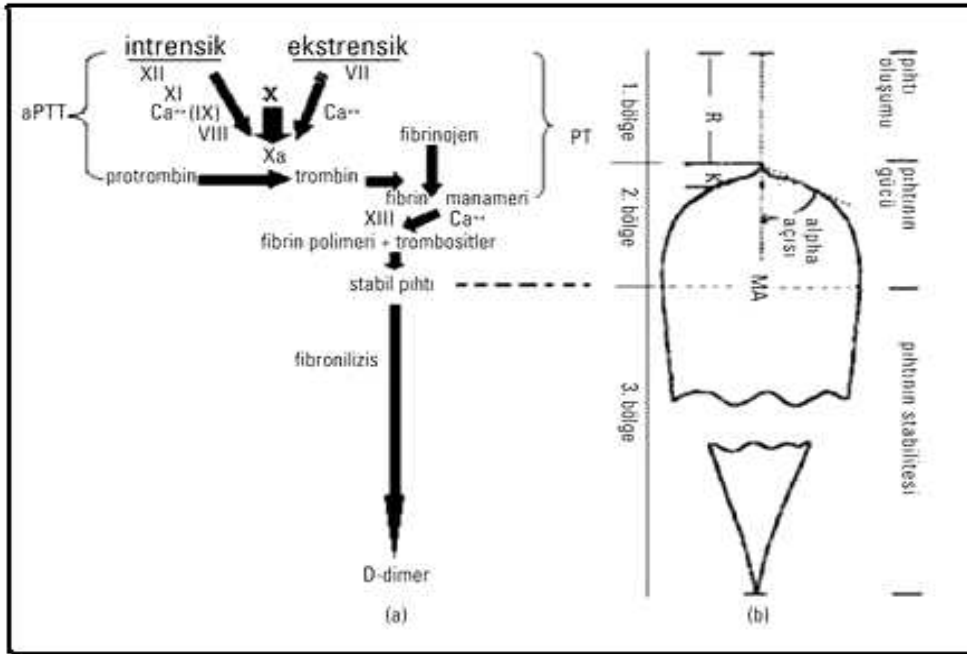 intrensik
ekstrensik
XII
VII
XI
X
aPTT
Ca++(IX)
Ca++
VIII
fibrinojen
PT
Xa
protrombin
trombin
fibrin manameri
XIII
Ca++
fibrin polimeri + trombositler
stabil pıhtı
fibronilizis
D-dimer
(a)
1. bölge
2. bölge
3. bölge
R
K
alpha
açısı
MA
pıhtı
oluşumu
pıhtının
gücü
pıhtının stabilitesi
(b)